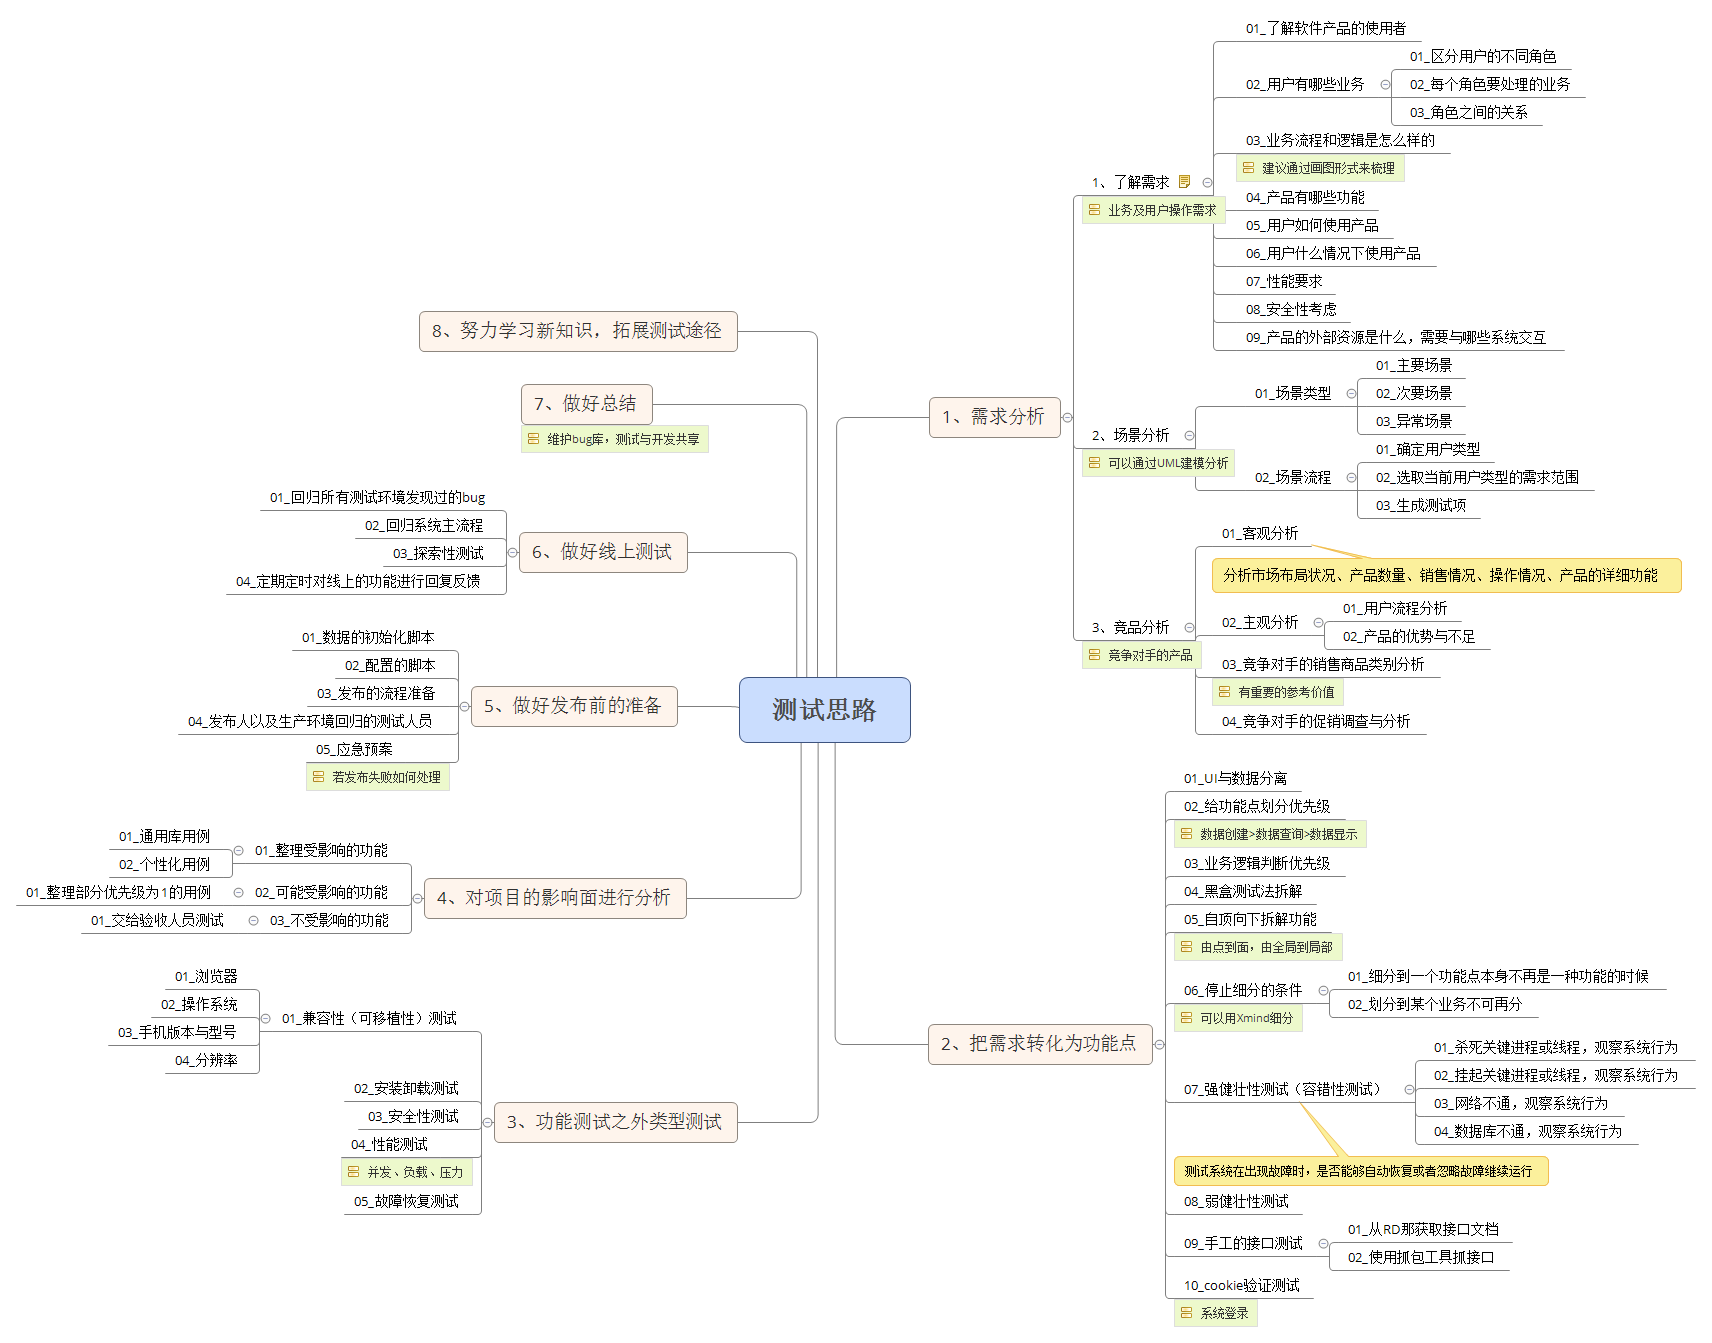 测试思路
1、需求分析
1、了解需求
业务及用户操作需求
01_了解软件产品的使用者
02_用户有哪些业务
01_区分用户的不同角色
02_每个角色要处理的业务
03_角色之间的关系
03_业务流程和逻辑是怎么样的
建议通过画图形式来梳理
04_产品有哪些功能
05_用户如何使用产品
06_用户什么情况下使用产品
07_性能要求
08_安全性考虑
09_产品的外部资源是什么，需要与哪些系统交互
2、场景分析
可以通过UML建模分析
01_场景类型
01_主要场景
02_次要场景
03_异常场景
02_场景流程
01_确定用户类型
02_选取当前用户类型的需求范围
03_生成测试项
3、竞品分析
竞争对手的产品
01_客观分析
分析市场布局状况、产品数量、销售情况、操作情况、产品的详细功能
02_主观分析
01_用户流程分析
02_产品的优势与不足
03_竞争对手的销售商品类别分析
有重要的参考价值
04_竞争对手的促销调查与分析
2、把需求转化为功能点
01_UI与数据分离
02_给功能点划分优先级
数据创建>数据查询>数据显示
03_业务逻辑判断优先级
04_黑盒测试法拆解
05_自顶向下拆解功能
由点到面，由全局到局部
06_停止细分的条件
可以用Xmind细分
01_细分到一个功能点本身不再是一种功能的时候
02_划分到某个业务不可再分
07_强健壮性测试（容错性测试）
01_杀死关键进程或线程，观察系统行为
02_挂起关键进程或线程，观察系统行为
03_网络不通，观察系统行为
04_数据库不通，观察系统行为
测试系统在出现故障时，是否能够自动恢复或者忽略故障继续运行
08_弱健壮性测试
09_手工的接口测试
01_从RD那获取接口文档
02_使用抓包工具抓接口
10_cookie验证测试
系统登录
3、功能测试之外类型测试
01_兼容性（可移植性）测试
01_浏览器
02_操作系统
03_手机版本与型号
04_分辨率
02_安装卸载测试
03_安全性测试
04_性能测试
并发、负载、压力
05_故障恢复测试
4、对项目的影响面进行分析
01_整理受影响的功能
01_通用库用例
02_个性化用例
02_可能受影响的功能
01_整理部分优先级为1的用例
03_不受影响的功能
01_交给验收人员测试
5、做好发布前的准备
01_数据的初始化脚本
02_配置的脚本
03_发布的流程准备
04_发布人以及生产环境回归的测试人员
05_应急预案
若发布失败如何处理
6、做好线上测试
01_回归所有测试环境发现过的bug
02_回归系统主流程
03_探索性测试
04_定期定时对线上的功能进行回复反馈
7、做好总结
维护bug库，测试与开发共享
8、努力学习新知识，拓展测试途径